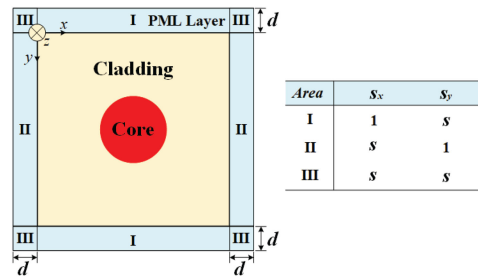 III I PML Layer III d
x
z
y
Cladding
Core
II II
III I III d
d d
Area sx sy
I 1 s
II s 1
III s s